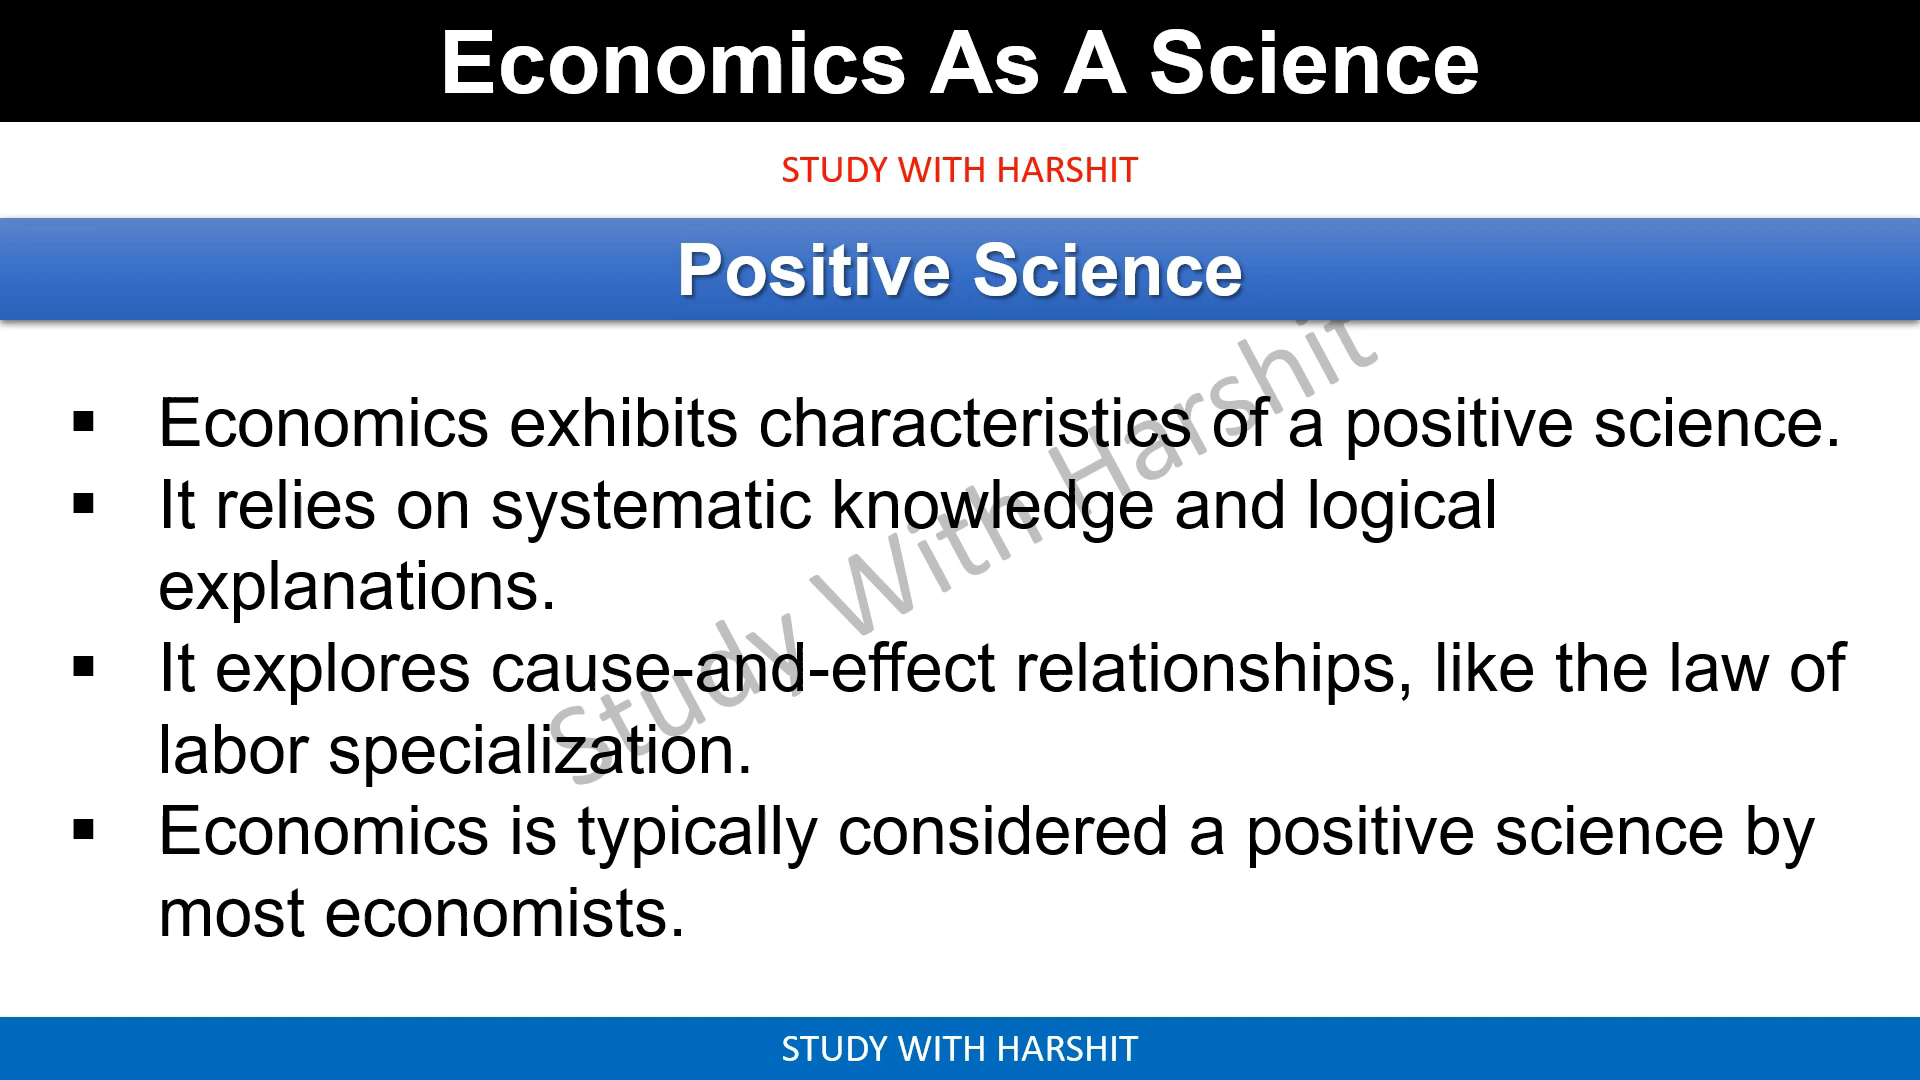 Economics As A Science
STUDY WITH HARSHIT
Positive Science
▪ Economics exhibits characteristics of a positive science.
▪ It relies on systematic knowledge and logical
explanations.
▪ It explores cause-and-effect relationships, like the law of
labor specialization.
▪ Economics is typically considered a positive science by
most economists.
Study With Harshit
STUDY WITH HARSHIT